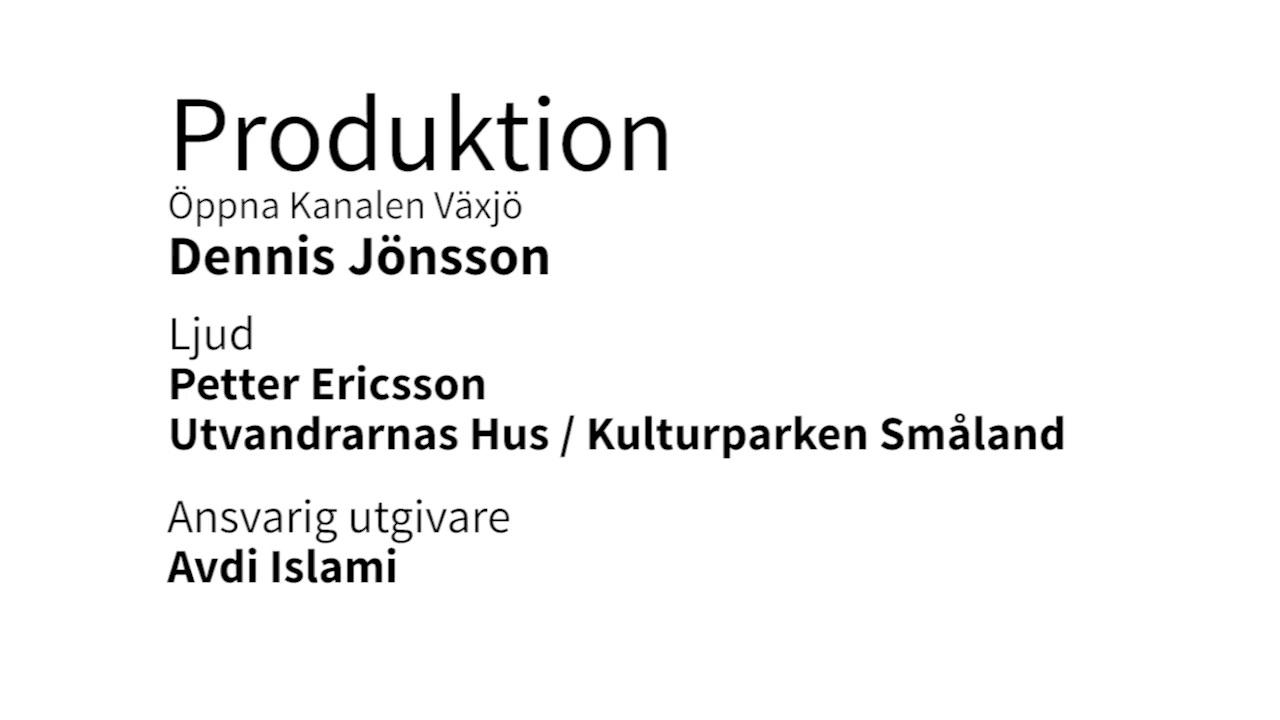 Produktion
Öppna Kanalen Växjö
Dennis Jönsson
Ljud
Petter Ericsson
Utvandrarnas Hus / Kulturparken Småland
Ansvarig utgivare
Avdi Islami